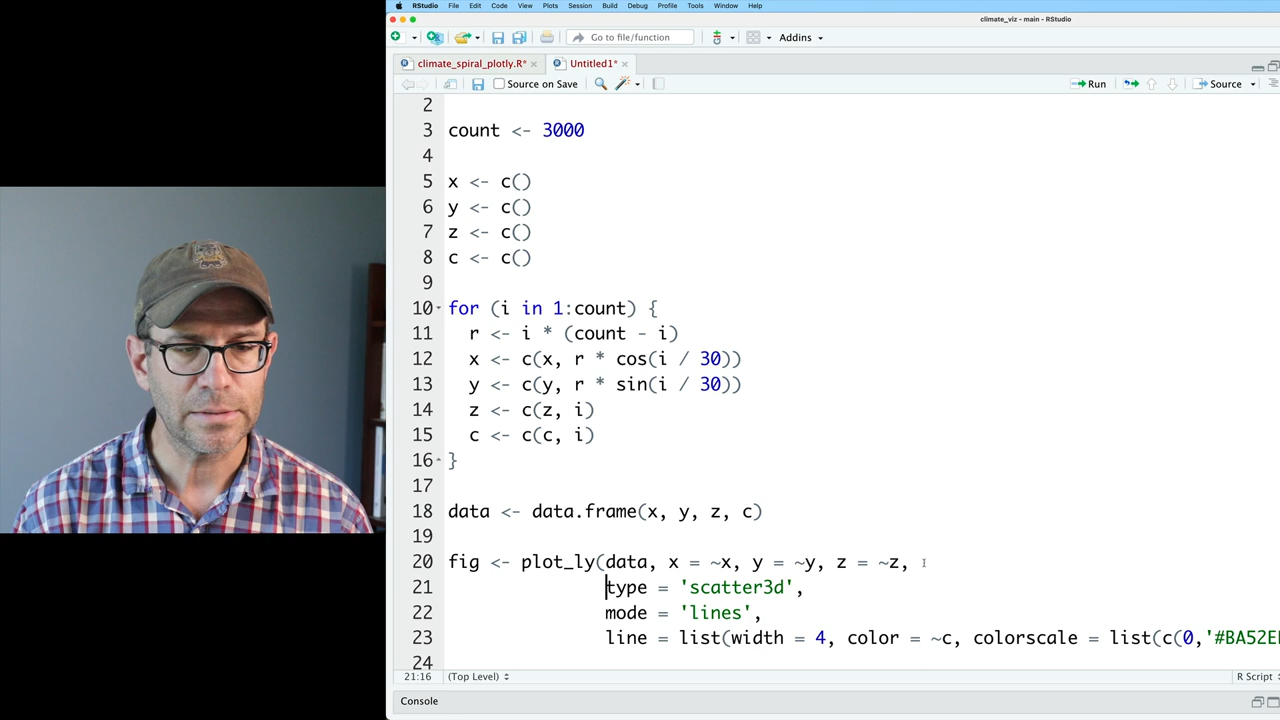 RStudio File Edit Code View Plots Session Build Debug Profile Tools Window Help
climate_viz - main - RStudio
Go to file/function Addins
climate_spiral_plotly.R* Untitled1*
Source on Save Run Source
2
3 count <- 3000
4
5 x <- c()
6 y <- c()
7 z <- c()
8 c <- c()
9
10 for (i in 1:count) {
11 r <- i * (count - i)
12 x <- c(x, r * cos(i / 30))
13 y <- c(y, r * sin(i / 30))
14 z <- c(z, i)
15 c <- c(c, i)
16 }
17
18 data <- data.frame(x, y, z, c)
19
20 fig <- plot_ly(data, x = ~x, y = ~y, z = ~z,
21 type = 'scatter3d',
22 mode = 'lines',
23 line = list(width = 4, color = ~c, colorscale = list(c(0,'#BA52E
24
21:16 (Top Level) R Script
Console